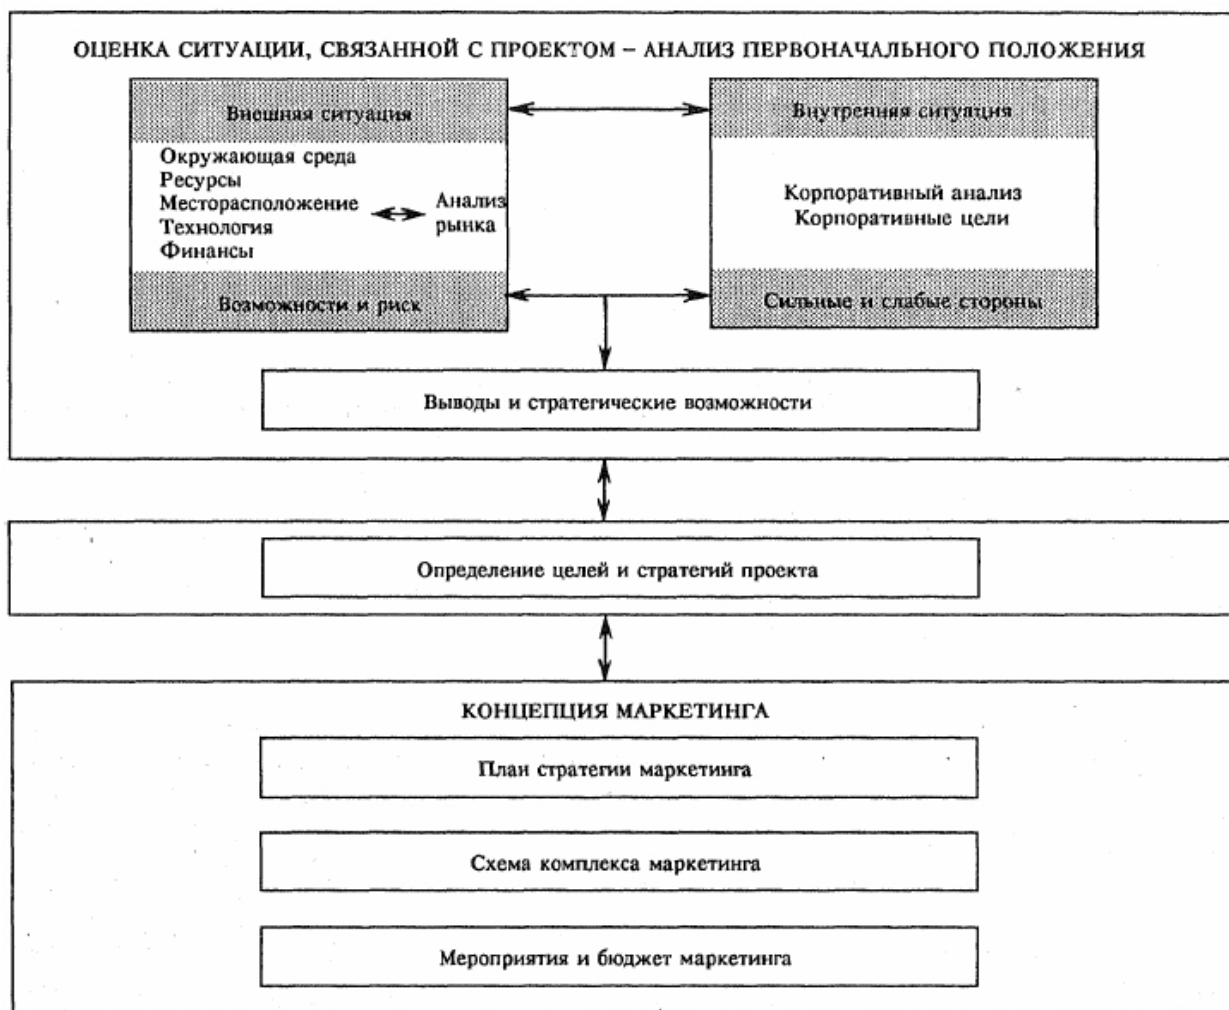 ОЦЕНКА СИТУАЦИИ, СВЯЗАННОЙ С ПРОЕКТОМ – АНАЛИЗ ПЕРВОНАЧАЛЬНОГО ПОЛОЖЕНИЯ
Внешняя ситуация
Окружающая среда
Ресурсы
Месторасположение
Технология
Финансы
Анализ
рынка
Возможности и риск
Внутренняя ситуация
Корпоративный анализ
Корпоративные цели
Сильные и слабые стороны
Выводы и стратегические возможности
Определение целей и стратегий проекта
КОНЦЕПЦИЯ МАРКЕТИНГА
План стратегии маркетинга
Схема комплекса маркетинга
Мероприятия и бюджет маркетинга